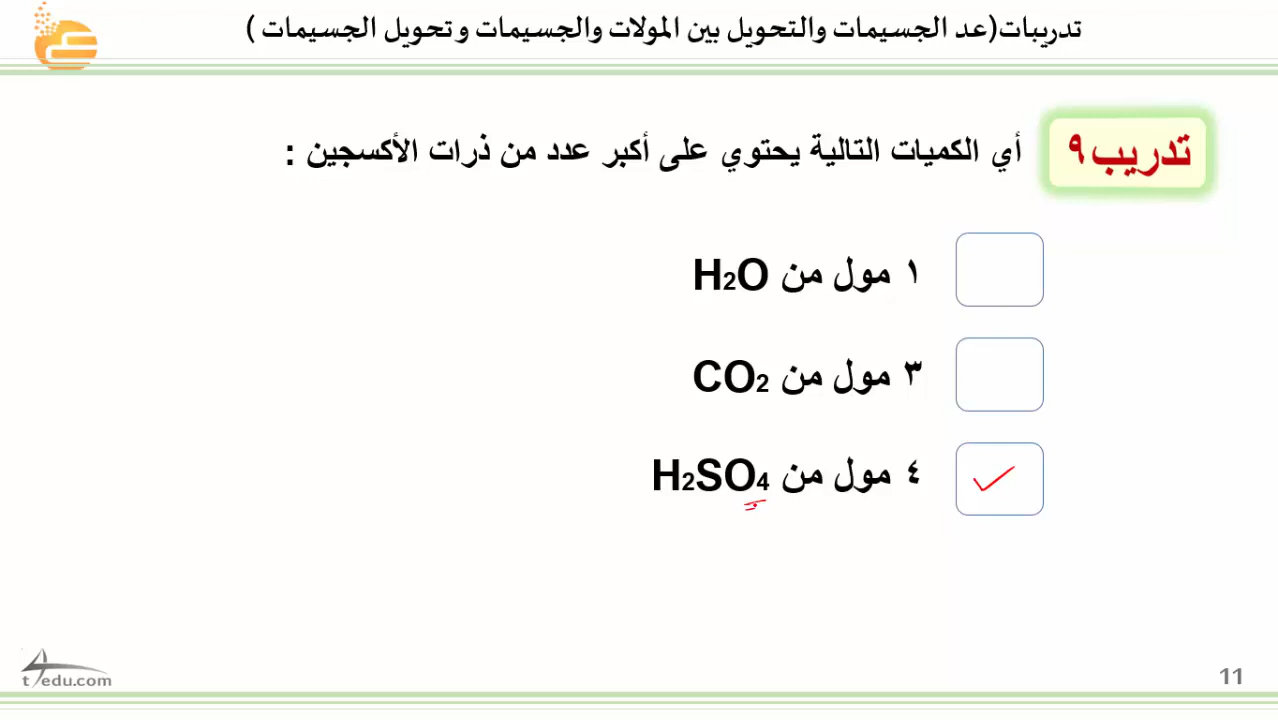 تدريبات(عد الجسيمات والتحويل بين المولات والجسيمات وتحويل الجسيمات )
تدريب٩
أي الكميات التالية يحتوي على أكبر عدد من ذرات الأكسجين :
١ مول من H2O
٣ مول من CO2
٤ مول من H2SO4
t4edu.com
11